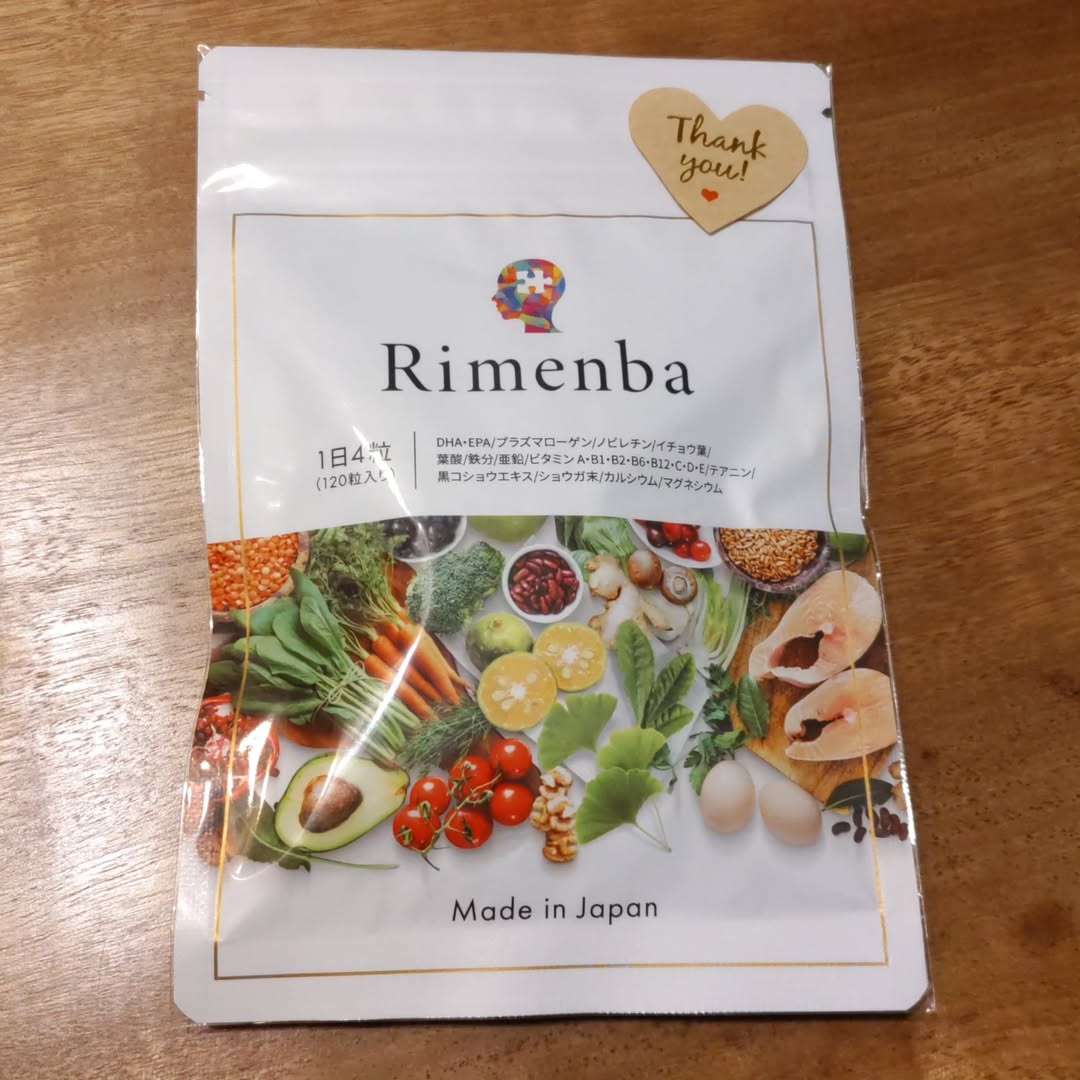 Thank
you!
Rimenba
1日4粒
(120粒入り)
DHA・EPA/プラズマローゲン/ノビレチン/イチョウ葉/
葉酸/鉄分/亜鉛/ビタミンA・B1・B2・B6・B12・C・D・E/テアニン/
黒コショウエキス/ショウガ末/カルシウム/マグネシウム
Made in Japan